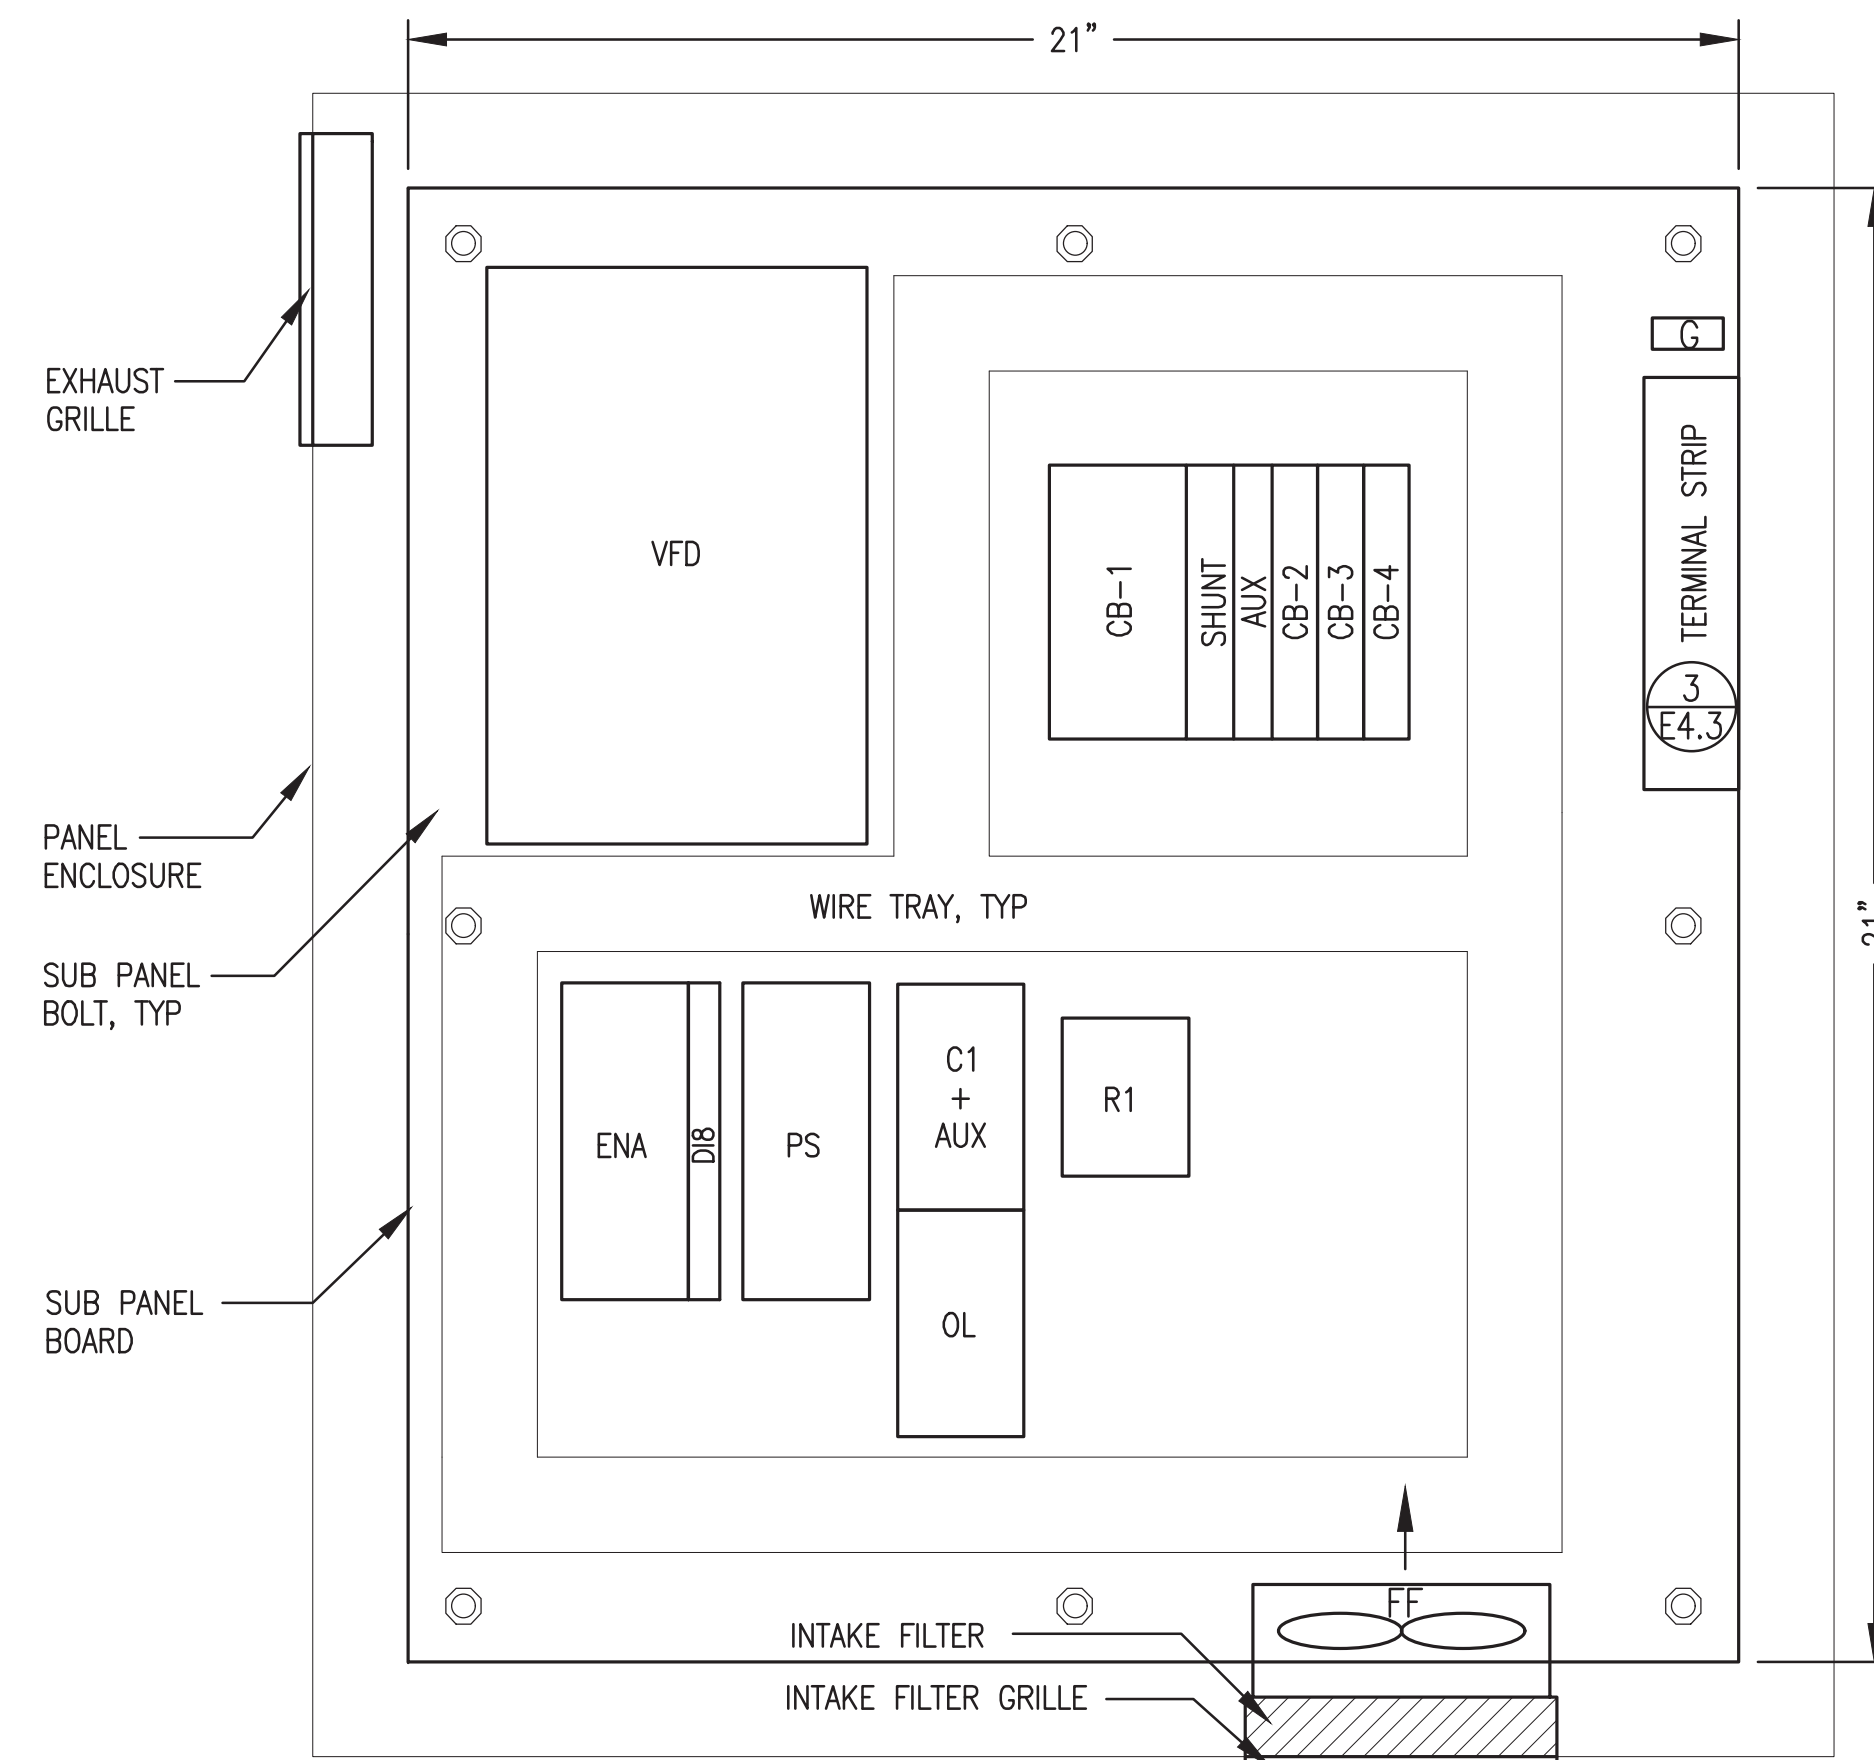 21"
EXHAUST
GRILLE
G
TERMINAL STRIP
3
E4.3
VFD
CB-1
SHUNT
AUX
CB-2
CB-3
CB-4
PANEL
ENCLOSURE
WIRE TRAY, TYP
21"
SUB PANEL
BOLT, TYP
ENA
DI8
PS
C1
+
AUX
R1
OL
SUB PANEL
BOARD
FF
INTAKE FILTER
INTAKE FILTER GRILLE